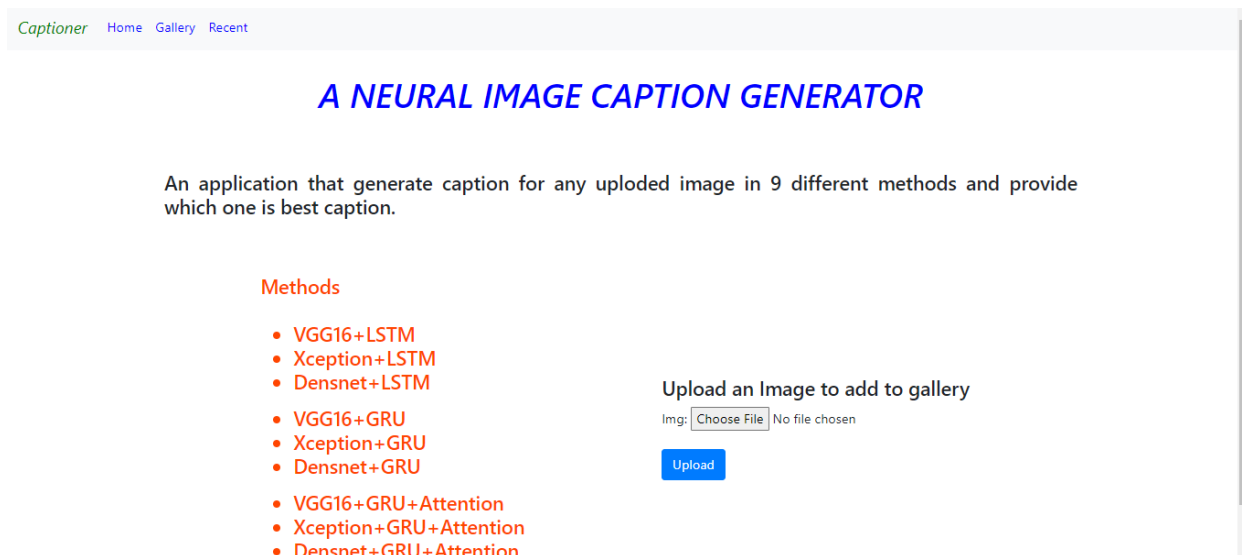 Captioner Home Gallery Recent
A NEURAL IMAGE CAPTION GENERATOR
An application that generate caption for any uploded image in 9 different methods and provide
which one is best caption.
Methods
VGG16+LSTM
Xception+LSTM
Densnet+LSTM
VGG16+GRU
Xception+GRU
Densnet+GRU
VGG16+GRU+Attention
Xception+GRU+Attention
Densnet+GRU+Attention
Upload an Image to add to gallery
Img: Choose File No file chosen
Upload